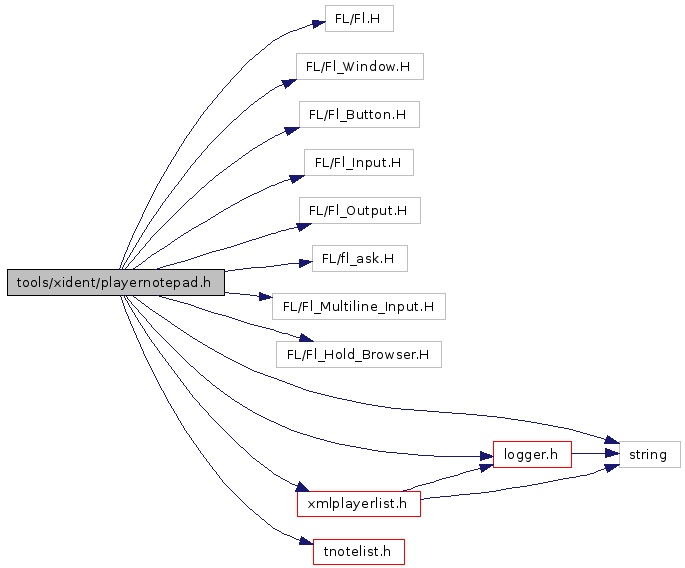 FL/Fl.H
FL/Fl_Window.H
FL/Fl_Button.H
FL/Fl_Input.H
FL/Fl_Output.H
FL/fl_ask.H
tools/xident/playernotepad.h
FL/Fl_Multiline_Input.H
FL/Fl_Hold_Browser.H
logger.h
string
xmlplayerlist.h
tnotelist.h